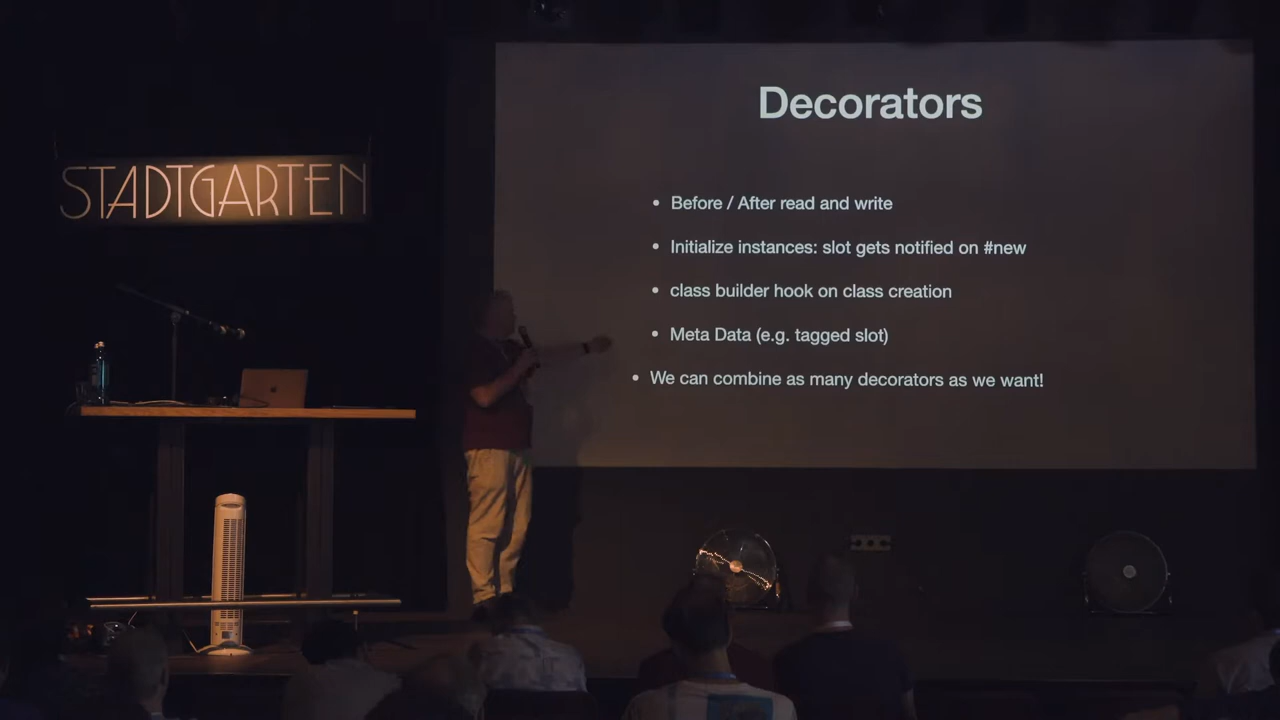 STADTGARTEN
Decorators
• Before / After read and write
• Initialize instances: slot gets notified on #new
• class builder hook on class creation
• Meta Data (e.g. tagged slot)
• We can combine as many decorators as we want!